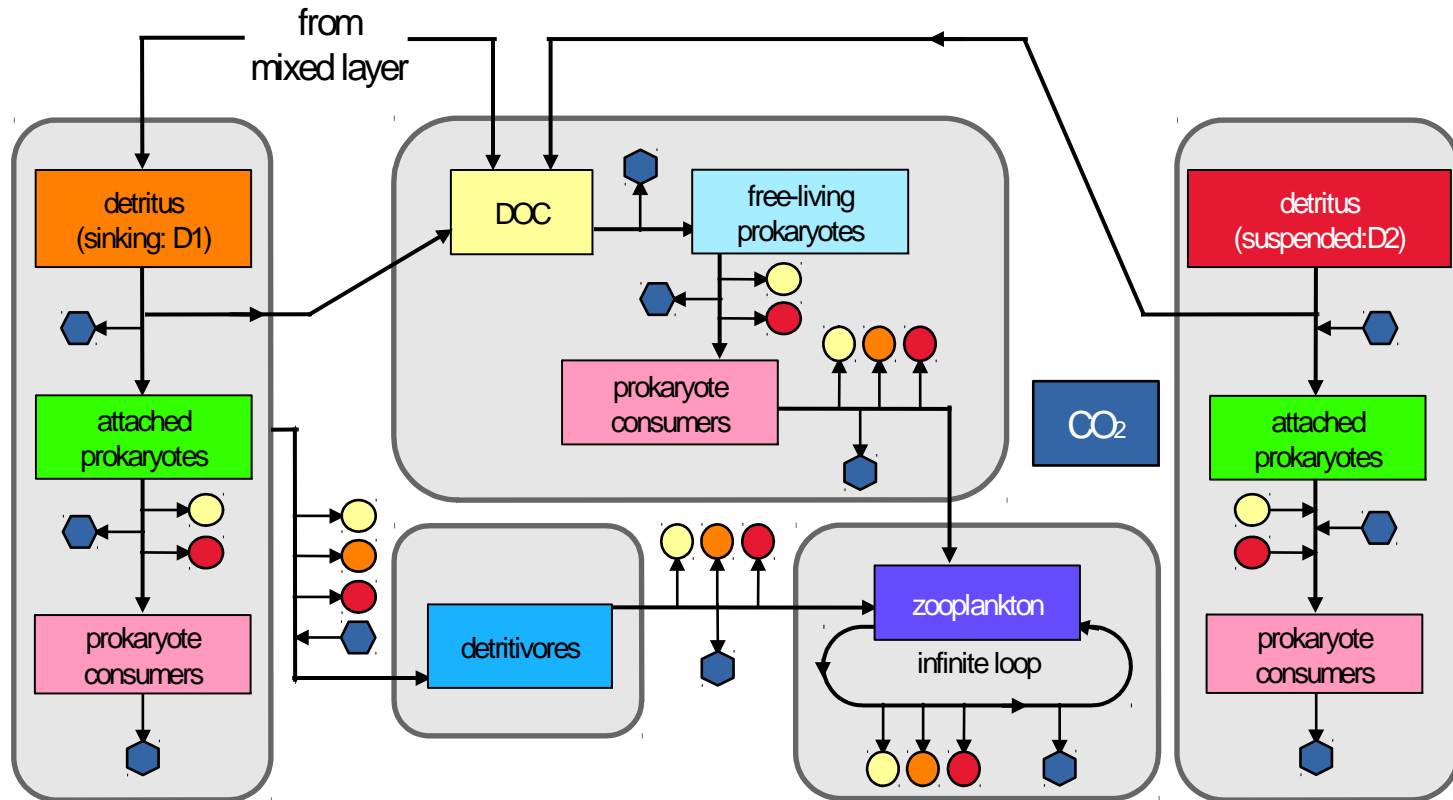 from
mixed layer
detritus
(sinking: D1)
attached
prokaryotes
prokaryote
consumers
DOC
free-living
prokaryotes
prokaryote
consumers
CO₂
detritivores
zooplankton
infinite loop
detritus
(suspended:D2)
attached
prokaryotes
prokaryote
consumers